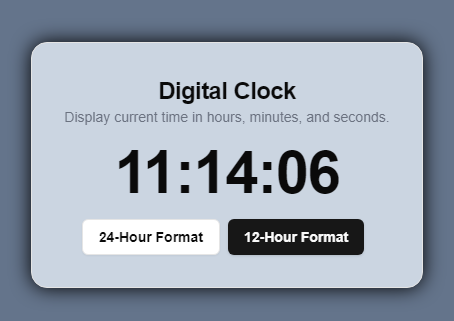 Digital Clock
Display current time in hours, minutes, and seconds.
11:14:06
24-Hour Format 12-Hour Format